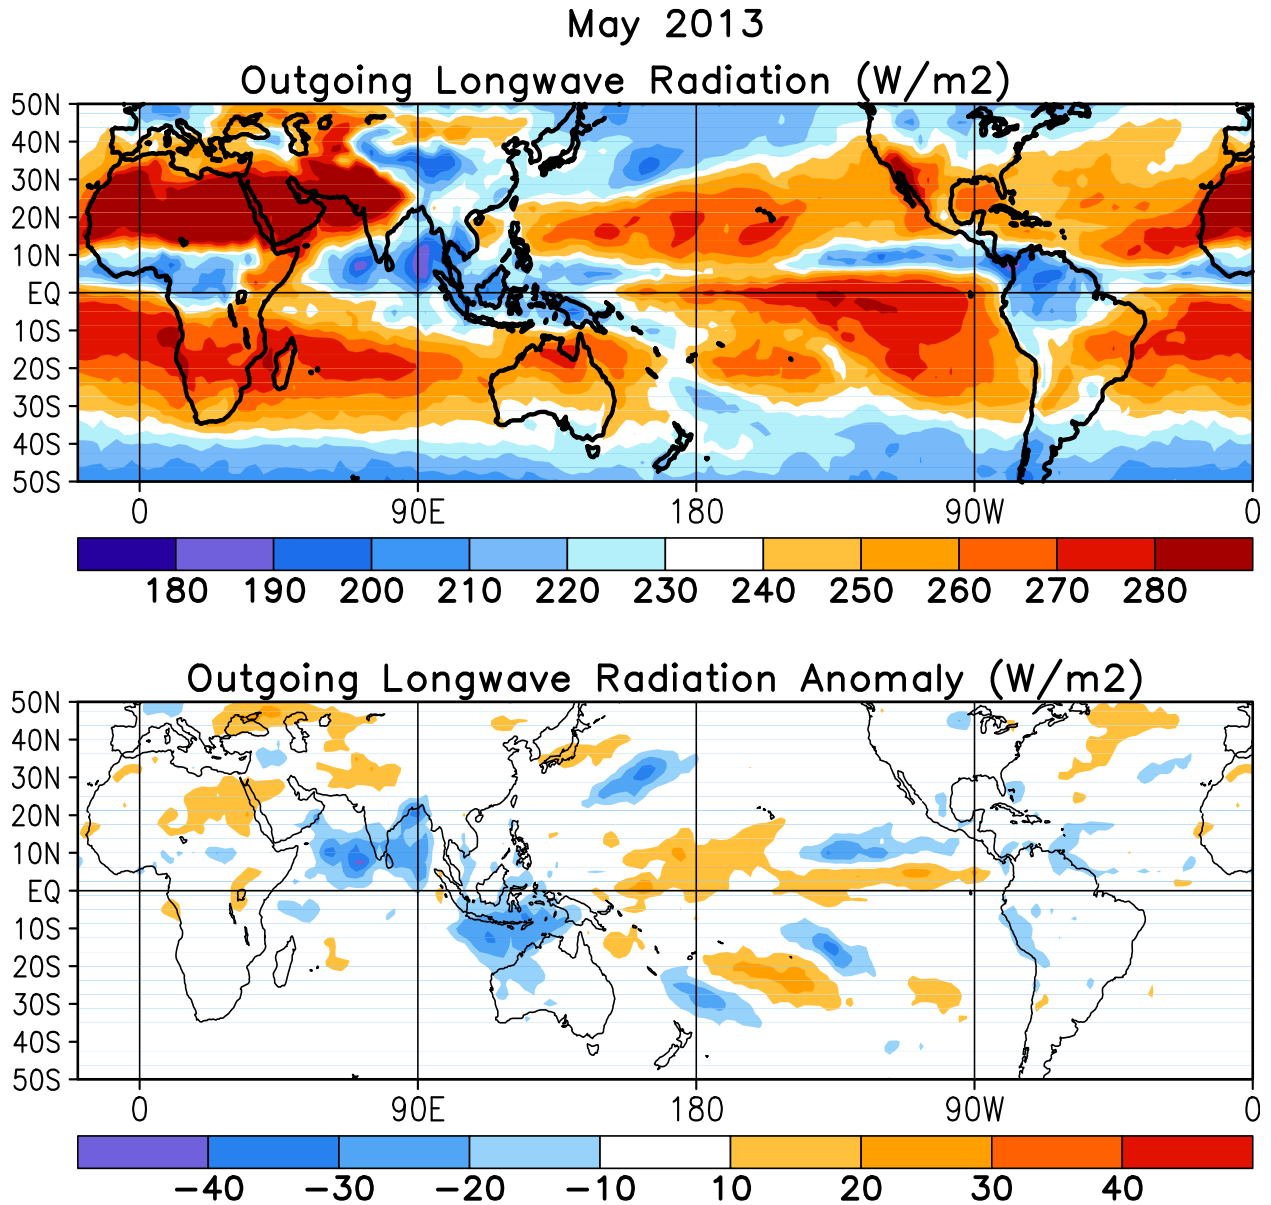 May 2013
Outgoing Longwave Radiation (W/m2)
50N
40N
30N
20N
10N
EQ
10S
20S
30S
40S
50S
0 90E 180 90W 0
180 190 200 210 220 230 240 250 260 270 280
Outgoing Longwave Radiation Anomaly (W/m2)
50N
40N
30N
20N
10N
EQ
10S
20S
30S
40S
50S
0 90E 180 90W 0
−40 −30 −20 −10 10 20 30 40